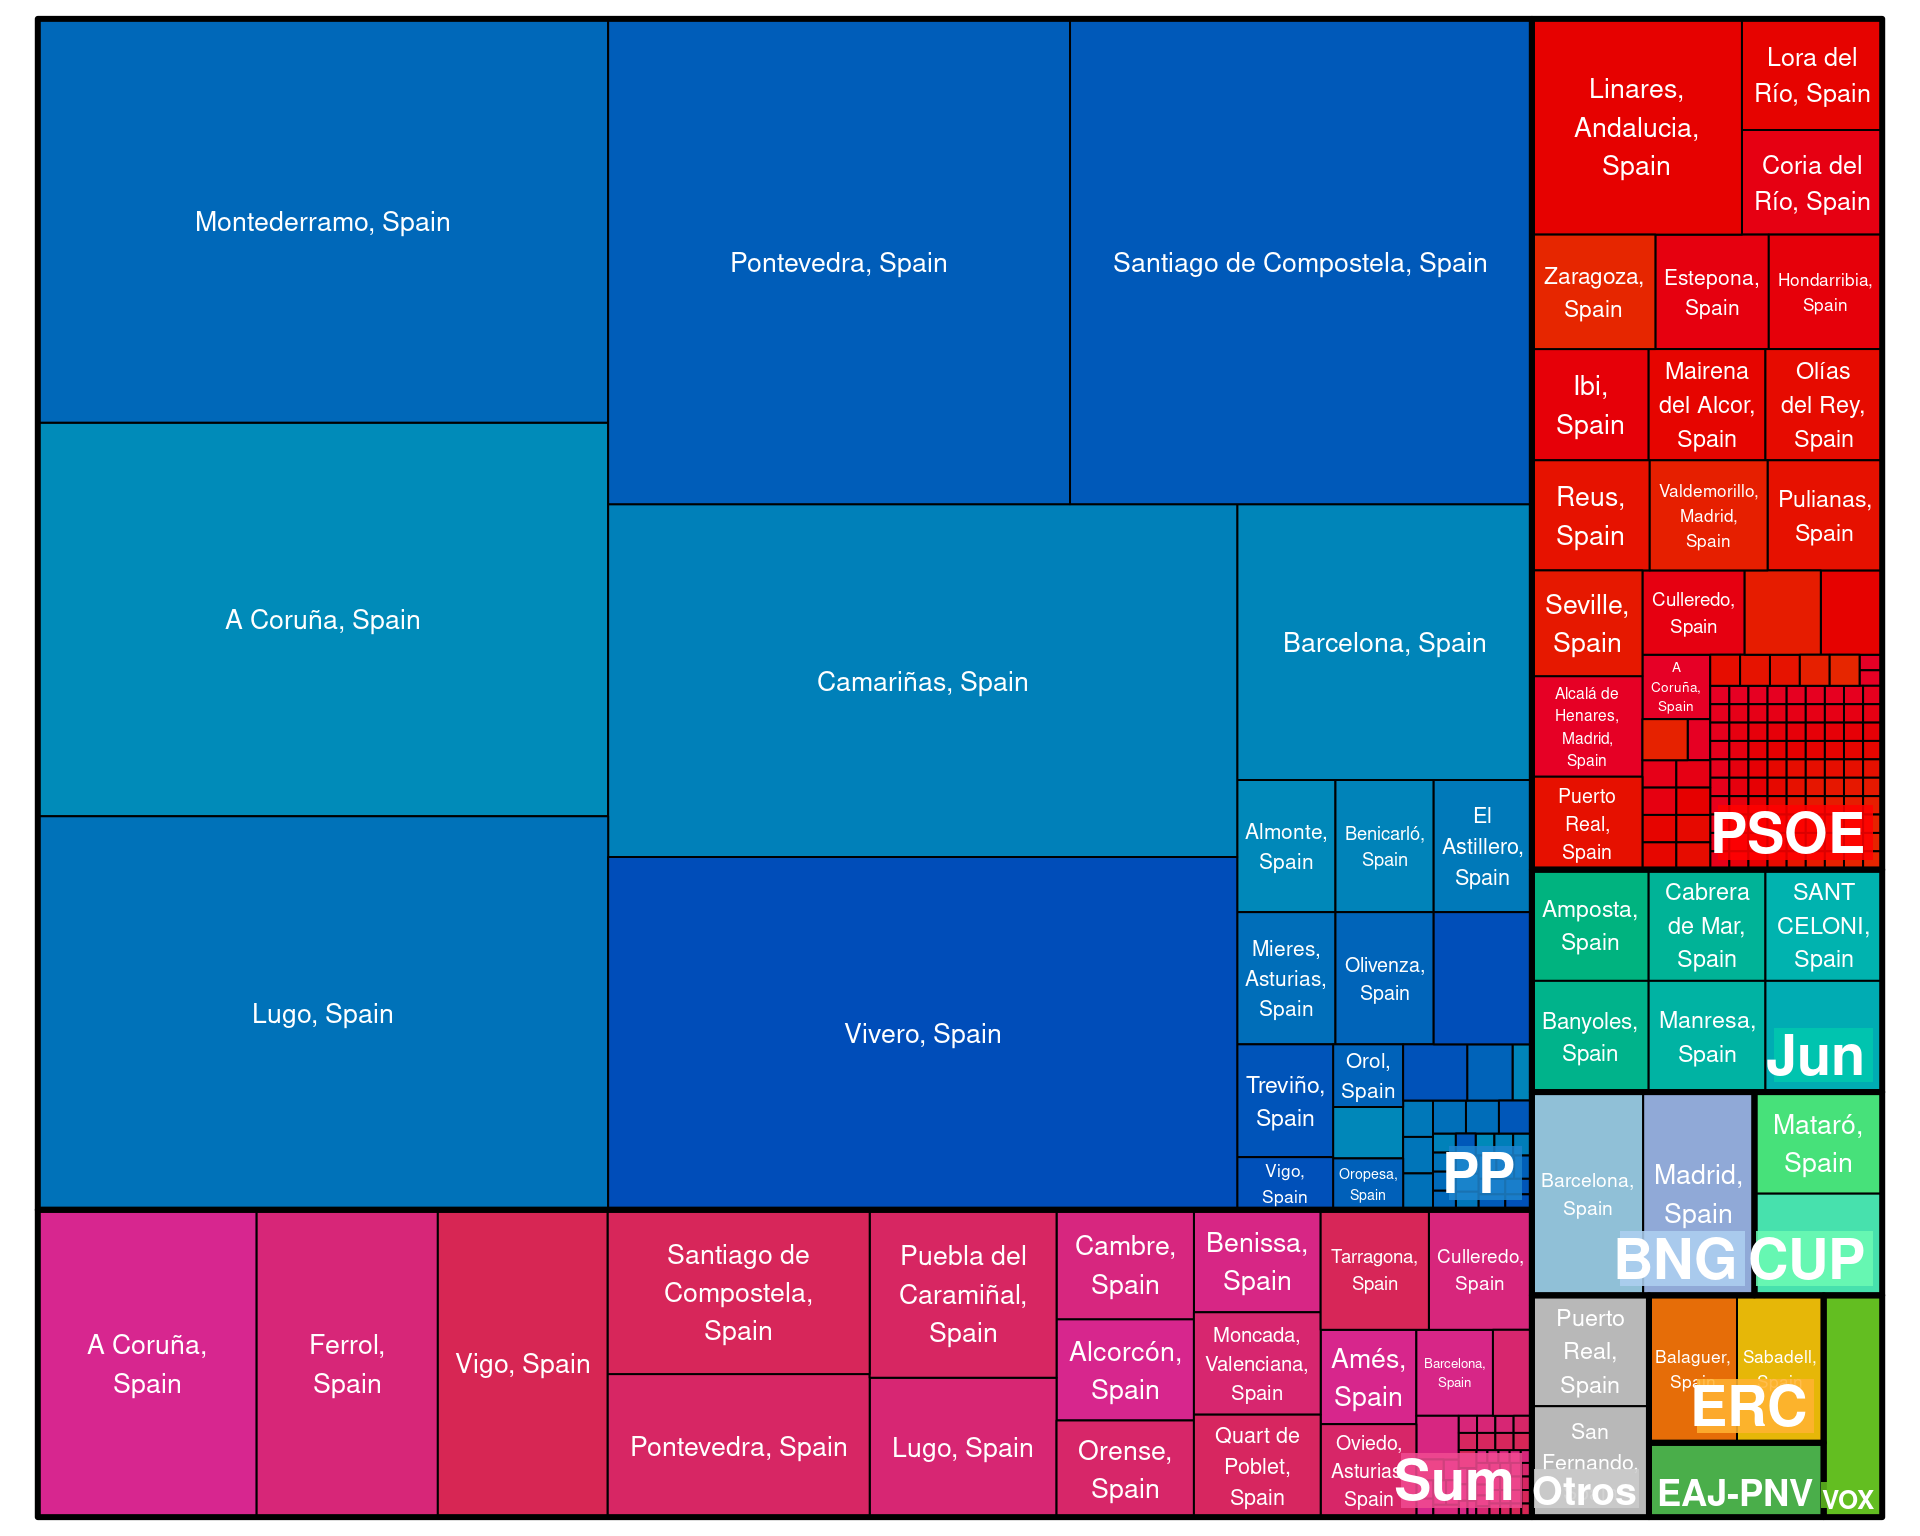 Montederramo, Spain
A Coruña, Spain
Lugo, Spain
Pontevedra, Spain
Santiago de Compostela, Spain
Camariñas, Spain
Vivero, Spain
Barcelona, Spain
Almonte,
Spain
Benicarló,
Spain
El
Astillero,
Spain
Mieres,
Asturias,
Spain
Olivenza,
Spain
Treviño,
Spain
Vigo,
Spain
Orol,
Spain
Oropesa,
Spain
PP
A Coruña,
Spain
Ferrol,
Spain
Vigo, Spain
Santiago de
Compostela,
Spain
Pontevedra, Spain
Puebla del
Caramiñal,
Spain
Lugo, Spain
Cambre,
Spain
Alcorcón,
Spain
Orense,
Spain
Benissa,
Spain
Moncada,
Valenciana,
Spain
Quart de
Poblet,
Spain
Tarragona,
Spain
Culleredo,
Spain
Amés,
Spain
Barcelona,
Spain
Oviedo,
Asturias
Spain
Sum
Linares,
Andalucia,
Spain
Lora del
Río, Spain
Coria del
Río, Spain
Zaragoza,
Spain
Estepona,
Spain
Hondarribia,
Spain
Ibi,
Spain
Mairena
del Alcor,
Spain
Olías
del Rey,
Spain
Reus,
Spain
Valdemorillo,
Madrid,
Spain
Pulianas,
Spain
Seville,
Spain
Culleredo,
Spain
A
Coruña,
Spain
Alcalá de
Henares,
Madrid,
Spain
Puerto
Real,
Spain
PSOE
Amposta,
Spain
Cabrera
de Mar,
Spain
SANT
CELONI,
Spain
Banyoles,
Spain
Manresa,
Spain
Jun
Barcelona,
Spain
Madrid,
Spain
BNG
Mataró,
Spain
CUP
Puerto
Real,
Spain
San
Fernando,
Otros
Balaguer,
Spain
Sabadell,
Spain
ERC
EAJ-PNV
VOX